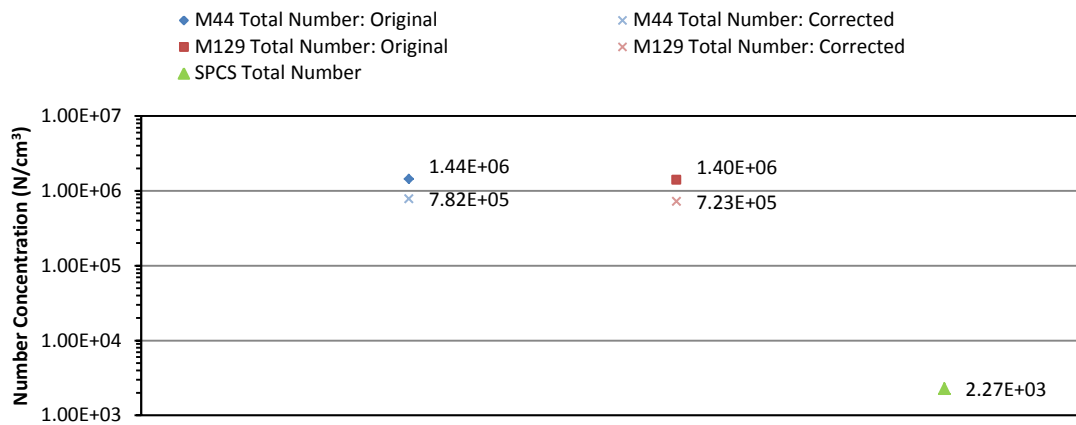 M44 Total Number: Original
M44 Total Number: Corrected
M129 Total Number: Original
M129 Total Number: Corrected
SPCS Total Number
Number Concentration (N/cm³)
1.00E+07
1.00E+06
1.00E+05
1.00E+04
1.00E+03
1.44E+06
7.82E+05
1.40E+06
7.23E+05
2.27E+03